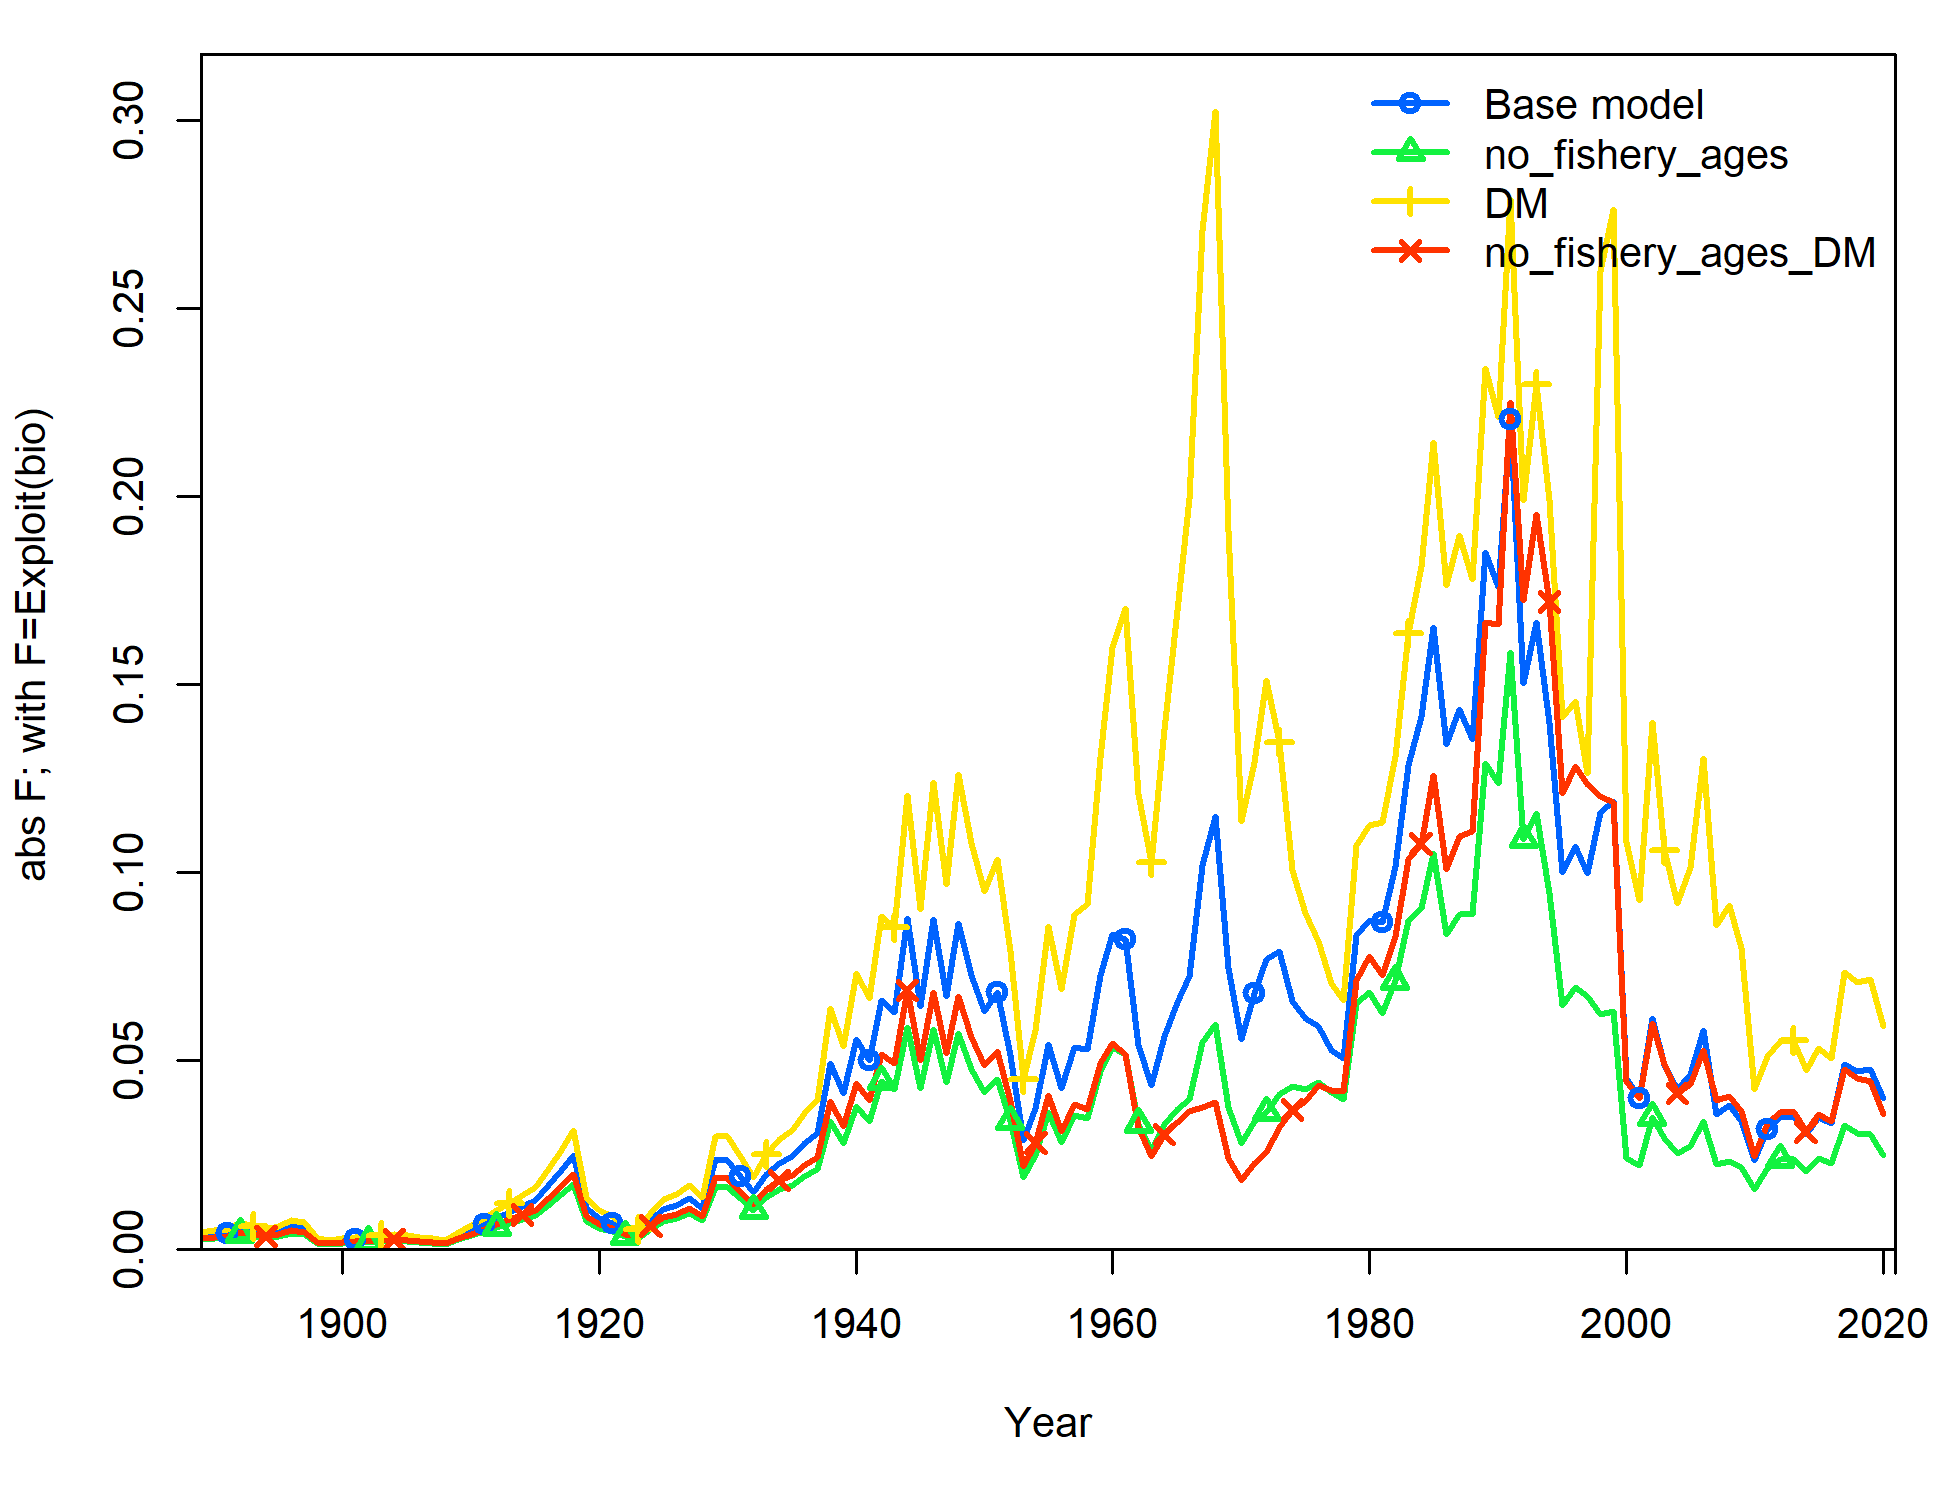 Base model
no_fishery_ages
DM
no_fishery_ages_DM
abs F; with F=Exploit(bio)
0.30
0.25
0.20
0.15
0.10
0.05
0.00
1900 1920 1940 1960 1980 2000 2020
Year